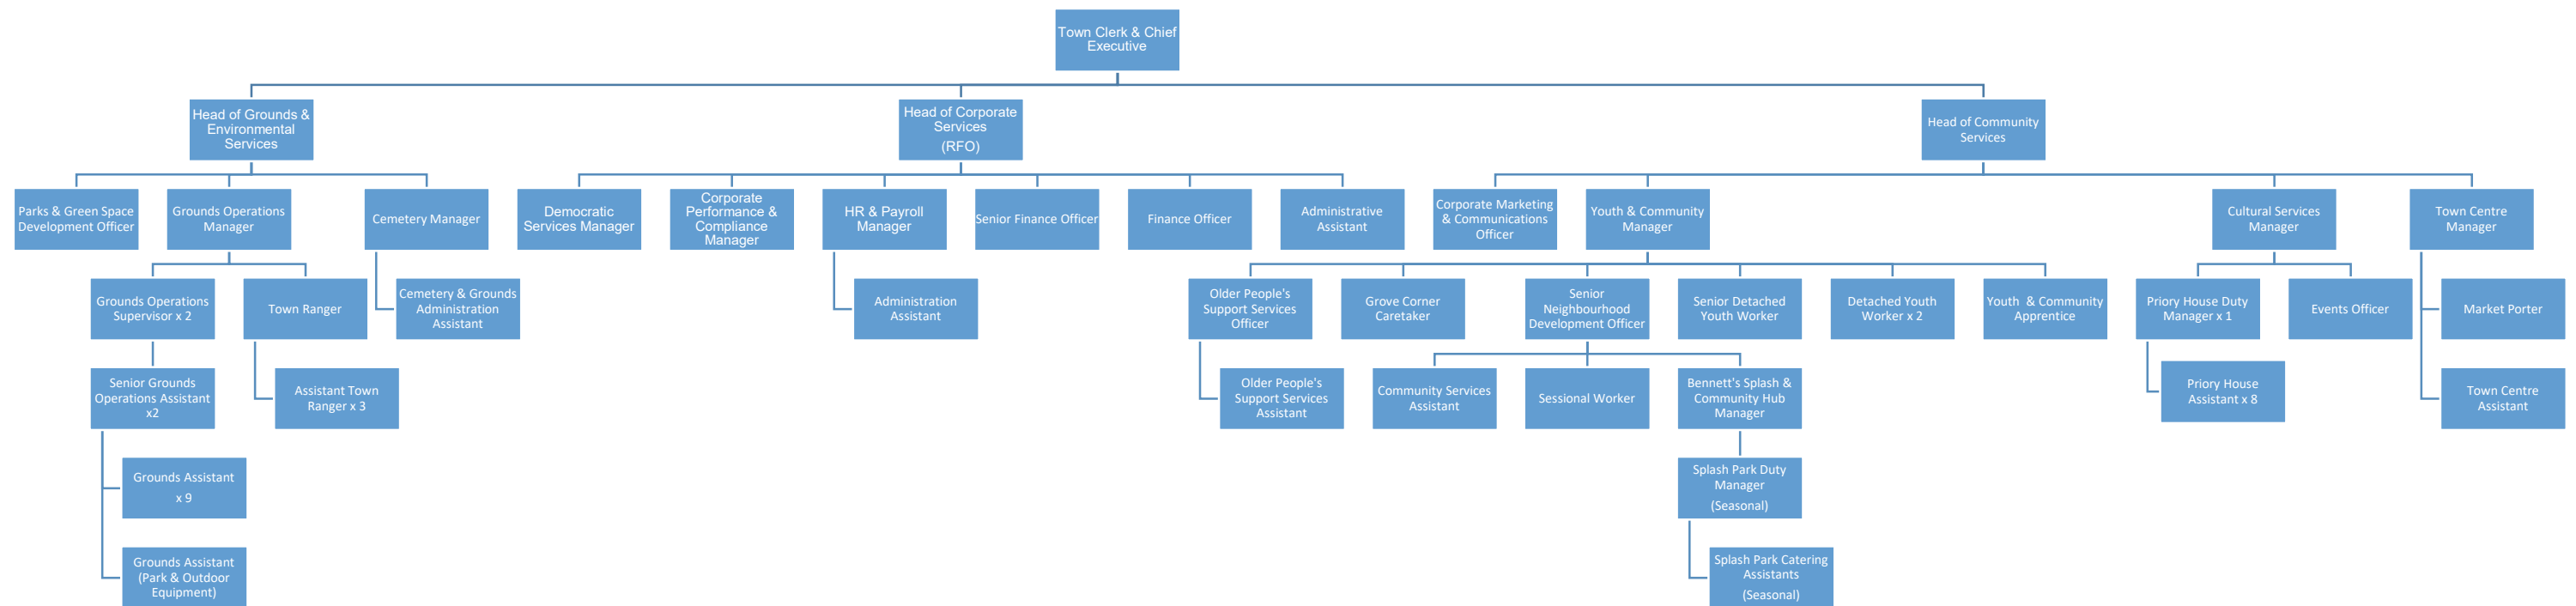 Town Clerk & Chief
Executive
Head of Grounds &
Environmental
Services
Head of Corporate
Services
(RFO)
Head of Community
Services
Parks & Green Space
Development Officer
Grounds Operations
Manager
Cemetery Manager
Democratic
Services Manager
Corporate
Performance &
Compliance
Manager
HR & Payroll
Manager
Senior Finance Officer
Finance Officer
Administrative
Assistant
Corporate Marketing
& Communications
Officer
Youth & Community
Manager
Cultural Services
Manager
Town Centre
Manager
Grounds Operations
Supervisor x 2
Town Ranger
Cemetery & Grounds
Administration
Assistant
Administration
Assistant
Older People's
Support Services
Officer
Grove Corner
Caretaker
Senior
Neighbourhood
Development Officer
Senior Detached
Youth Worker
Detached Youth
Worker x 2
Youth & Community
Apprentice
Priory House Duty
Manager x 1
Events Officer
Market Porter
Senior Grounds
Operations Assistant
x2
Assistant Town
Ranger x 3
Older People's
Support Services
Assistant
Community Services
Assistant
Sessional Worker
Bennett's Splash &
Community Hub
Manager
Priory House
Assistant x 8
Town Centre
Assistant
Grounds Assistant
x 9
Splash Park Duty
Manager
(Seasonal)
Grounds Assistant
(Park & Outdoor
Equipment)
Splash Park Catering
Assistants
(Seasonal)